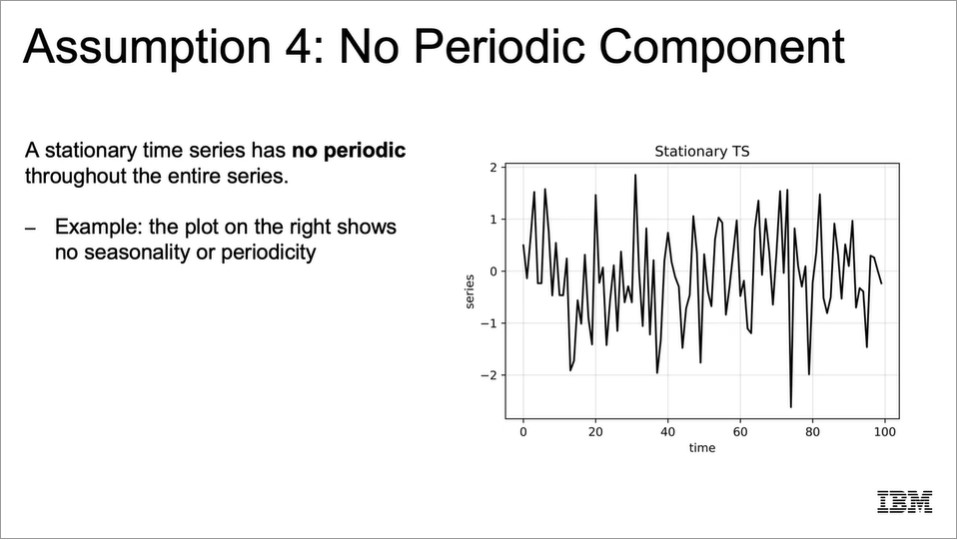 Assumption 4: No Periodic Component
A stationary time series has no periodic
throughout the entire series.
– Example: the plot on the right shows
no seasonality or periodicity
Stationary TS
2
1
0
−1
−2
series
0 20 40 60 80 100
time
IBM